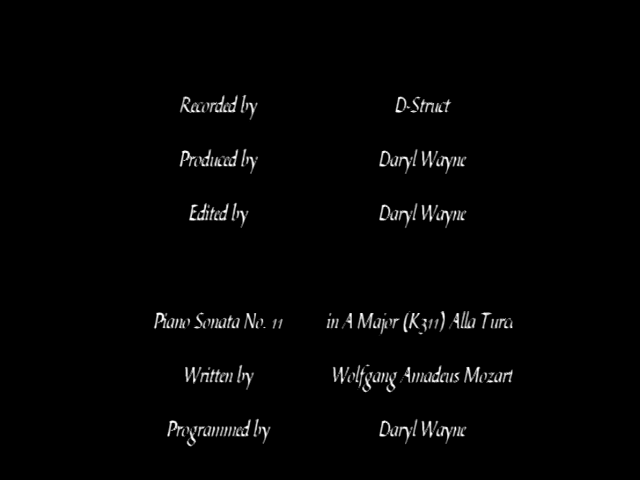 Recorded by D-Struct
Produced by Daryl Wayne
Edited by Daryl Wayne
Piano Sonata No. 11 in A Major (K311) Alla Turc
Written by Wolfgang Amadeus Mozart
Programmed by Daryl Wayne